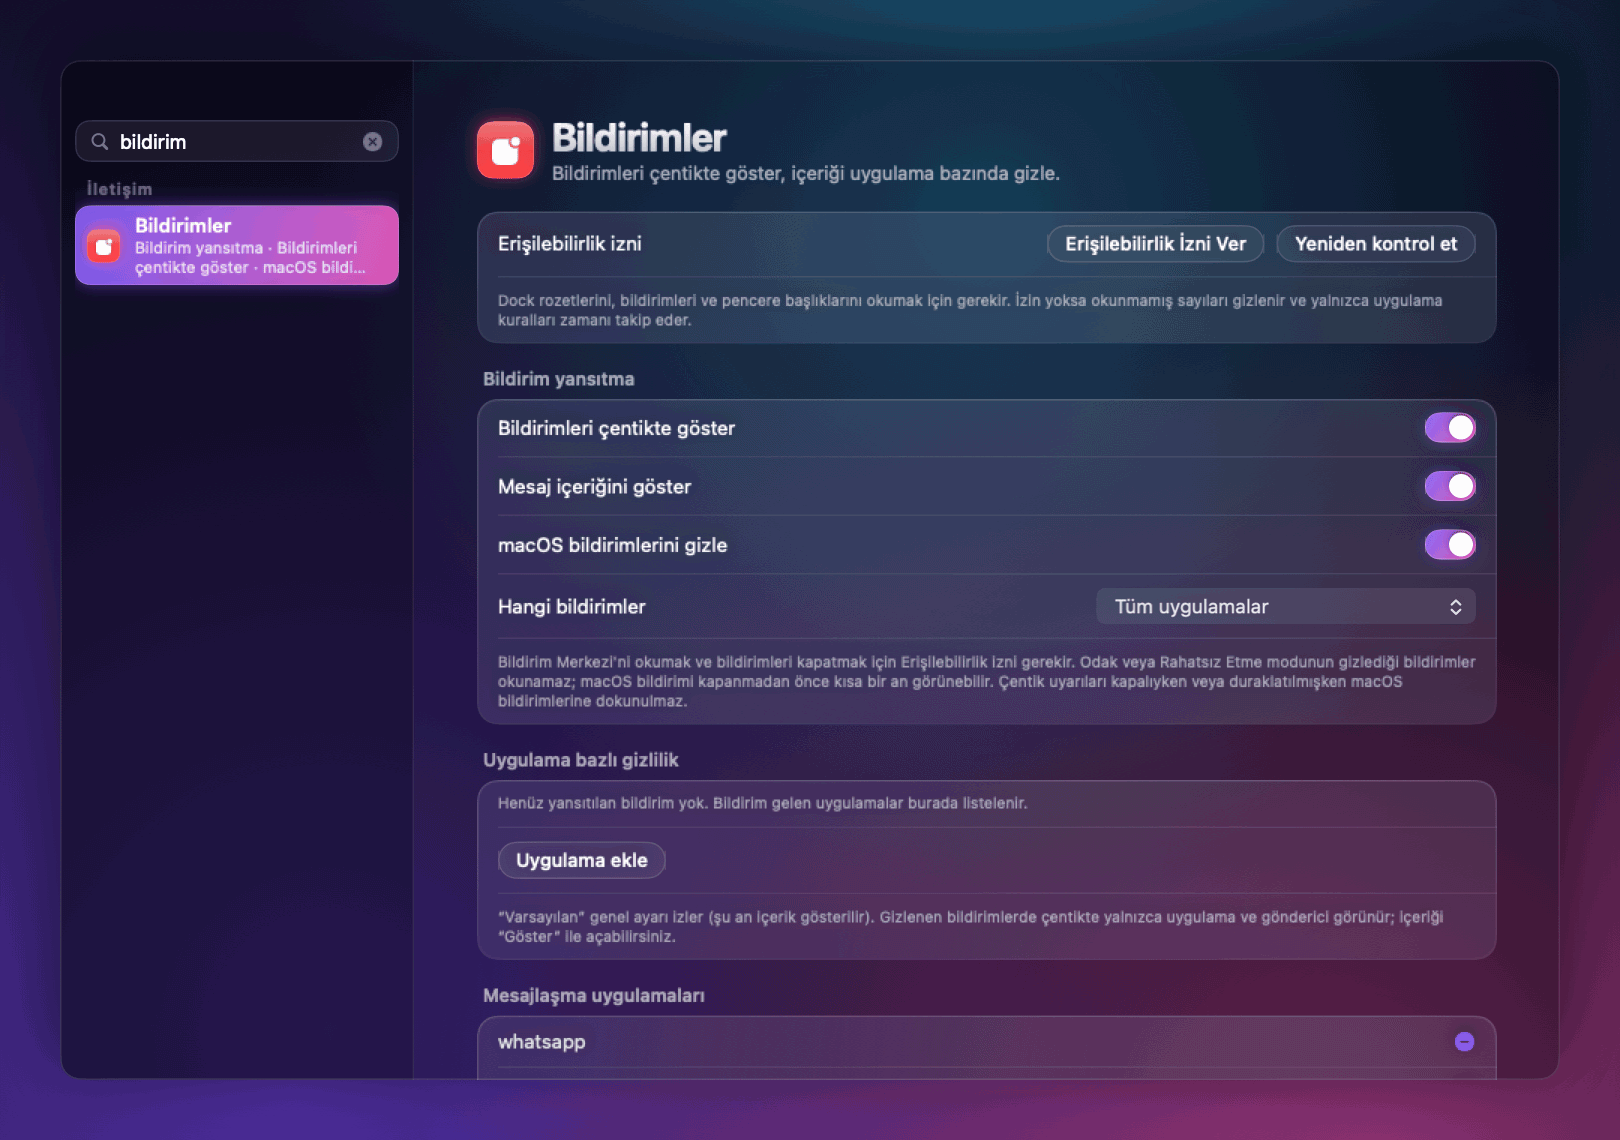 bildirim
İletişim
Bildirimler
Bildirim yansıtma · Bildirimleri
çentikte göster · macOS bildi...
Bildirimler
Bildirimleri çentikte göster, içeriği uygulama bazında gizle.
Erişilebilirlik izni
Erişilebilirlik İzni Ver
Yeniden kontrol et
Dock rozetlerini, bildirimleri ve pencere başlıklarını okumak için gerekir. İzin yoksa okunmamış sayıları gizlenir ve yalnızca uygulama
kuralları zamanı takip eder.
Bildirim yansıtma
Bildirimleri çentikte göster
Mesaj içeriğini göster
macOS bildirimlerini gizle
Hangi bildirimler
Tüm uygulamalar
Bildirim Merkezi'ni okumak ve bildirimleri kapatmak için Erişilebilirlik izni gerekir. Odak veya Rahatsız Etme modunun gizlediği bildirimler
okunamaz; macOS bildirimi kapanmadan önce kısa bir an görünebilir. Çentik uyarıları kapalıyken veya duraklatılmışken macOS
bildirimlerine dokunulmaz.
Uygulama bazlı gizlilik
Henüz yansıtılan bildirim yok. Bildirim gelen uygulamalar burada listelenir.
Uygulama ekle
“Varsayılan” genel ayarı izler (şu an içerik gösterilir). Gizlenen bildirimlerde çentikte yalnızca uygulama ve gönderici görünür; içeriği
“Göster” ile açabilirsiniz.
Mesajlaşma uygulamaları
whatsapp